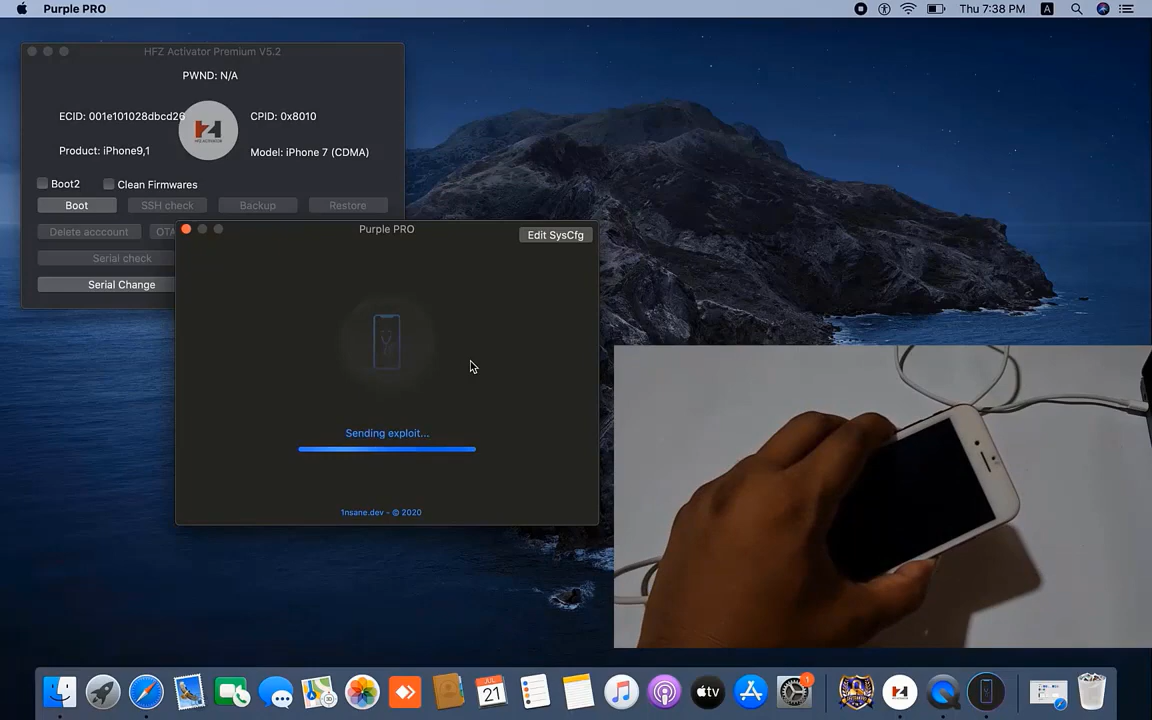 Purple PRO
Thu 7:38 PM
A
HFZ Activator Premium V5.2
PWND: N/A
ECID: 001e101028dbcd26
CPID: 0x8010
Product: iPhone9,1
Model: iPhone 7 (CDMA)
Boot2
Clean Firmwares
Boot
SSH check
Backup
Restore
Delete acccount
OTA
Serial check
Serial Change
Purple PRO
Edit SysCfg
Sending exploit...
1nsane.dev - © 2020
JUL
21
tv
1